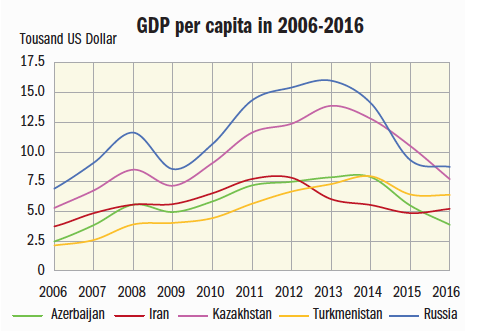 GDP per capita in 2006-2016
Tousand US Dollar
17.5
15.0
12.5
10.0
7.5
5.0
2.5
0
2006 2007 2008 2009 2010 2011 2012 2013 2014 2015 2016
Azerbaijan Iran Kazakhstan Turkmenistan Russia